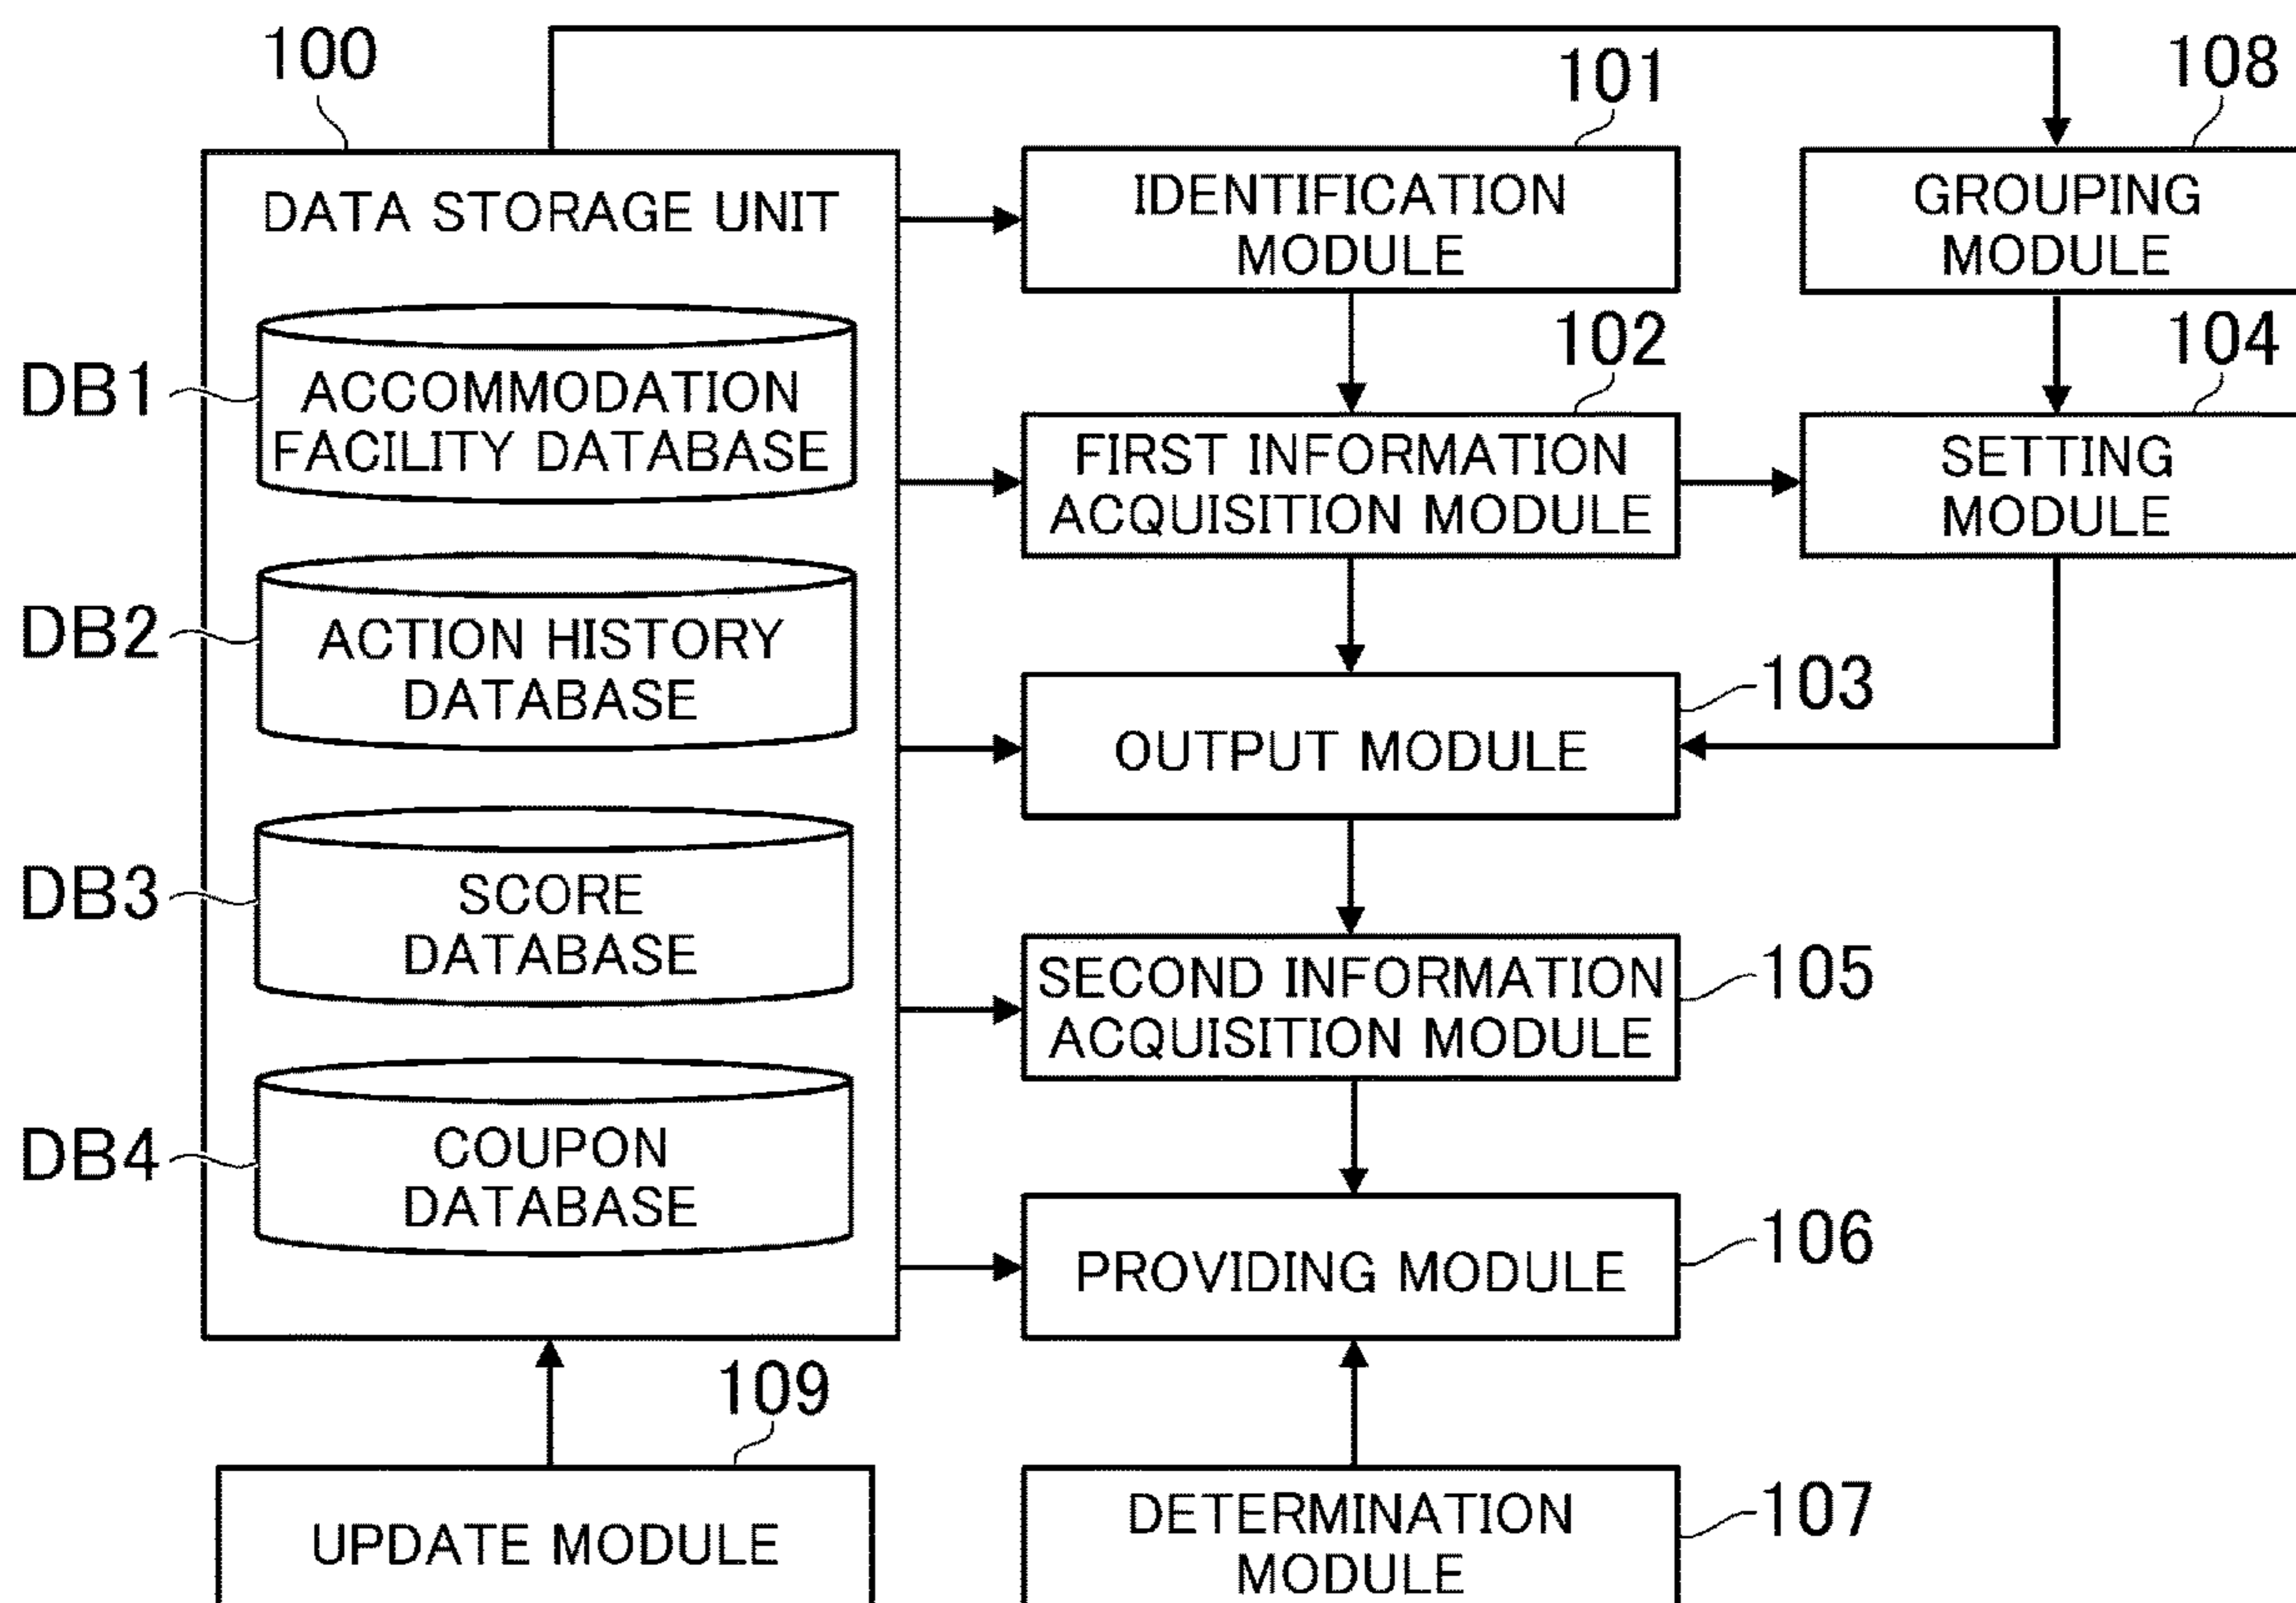 100
101
108
DATA STORAGE UNIT
IDENTIFICATION
MODULE
GROUPING
MODULE
DB1
ACCOMMODATION
FACILITY DATABASE
102
104
FIRST INFORMATION
ACQUISITION MODULE
SETTING
MODULE
DB2
ACTION HISTORY
DATABASE
103
OUTPUT MODULE
DB3
SCORE
DATABASE
105
SECOND INFORMATION
ACQUISITION MODULE
DB4
COUPON
DATABASE
106
PROVIDING MODULE
109
UPDATE MODULE
107
DETERMINATION
MODULE